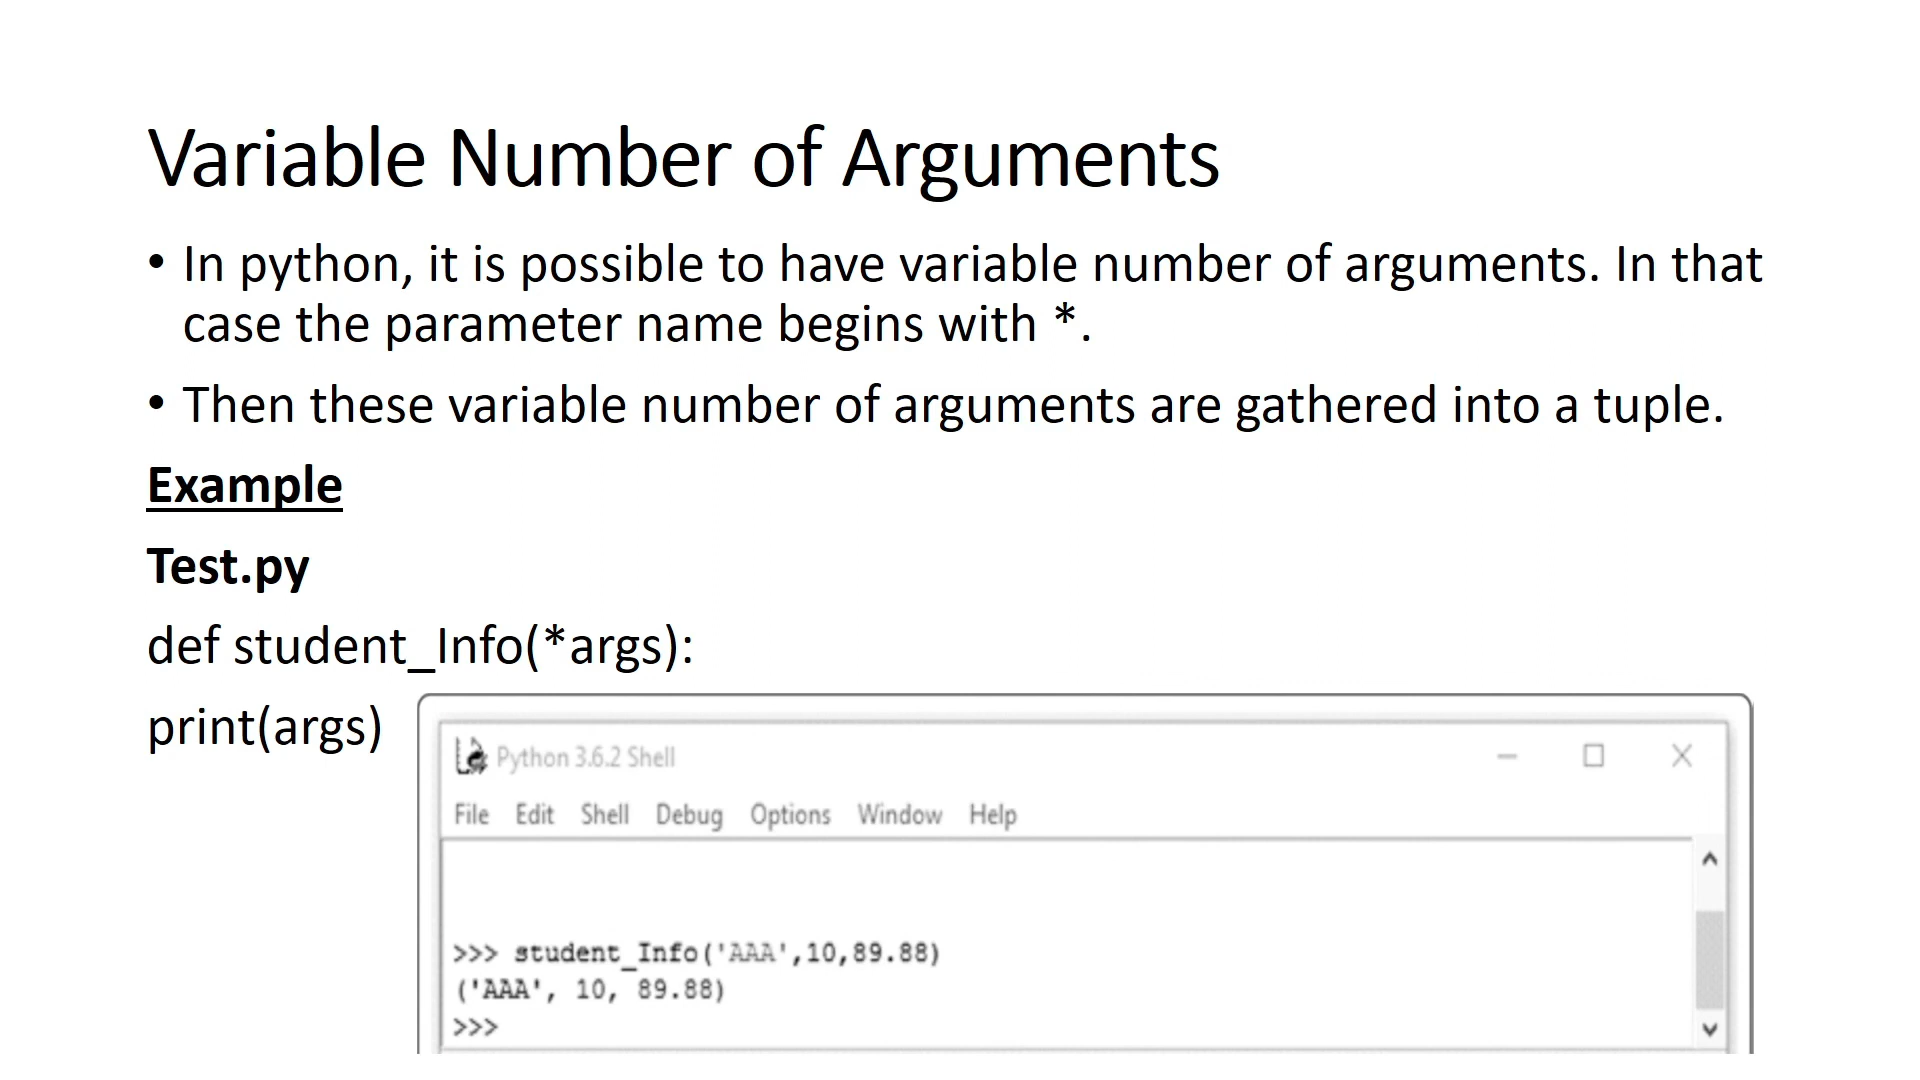 Variable Number of Arguments
• In python, it is possible to have variable number of arguments. In that
case the parameter name begins with *.
• Then these variable number of arguments are gathered into a tuple.
Example
Test.py
def student_Info(*args):
print(args)
Python 3.6.2 Shell
File Edit Shell Debug Options Window Help
>>> student_Info('AAA',10,89.88)
('AAA', 10, 89.88)
>>>